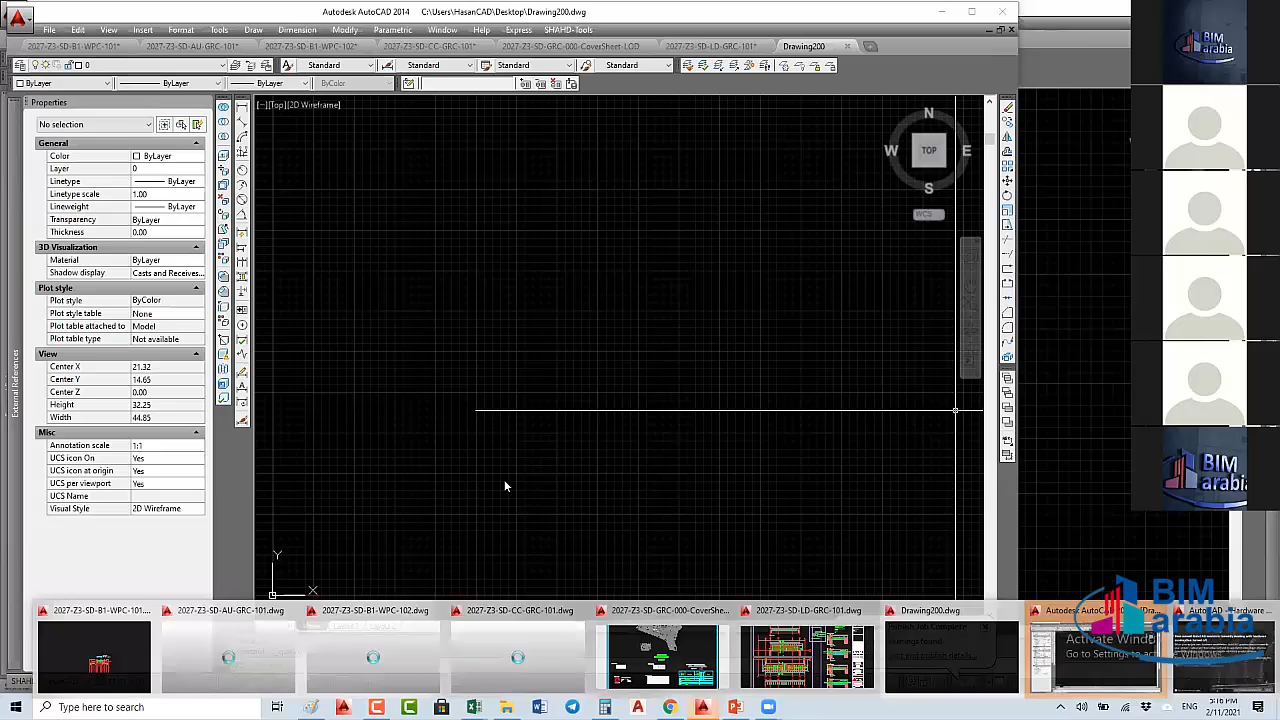 Autodesk AutoCAD 2014 C:\Users\HasanCAD\Desktop\Drawing200.dwg
File Edit View Insert Format Tools Draw Dimension Modify Parametric Window Express Help SHAHD-Tools
2027-Z3-SD-B1-WPC-101* 2027-Z3-SD-AU-GRC-101* 2027-Z3-SD-B1-WPC-102* 2027-Z3-SD-CC-GRC-101* 2027-Z3-SD-GRC-000-CoverSheet-LOD 2027-Z3-SD-LD-GRC-101* Drawing200
0 Standard Standard Standard Standard
ByLayer ByLayer ByLayer ByColor
Properties
[−][Top][2D Wireframe]
No selection
General
Color ByLayer
Layer 0
Linetype ByLayer
Linetype scale 1.00
Lineweight ByLayer
Transparency ByLayer
Thickness 0.00
3D Visualization
Material ByLayer
Shadow display Casts and Receives...
Plot style
Plot style ByColor
Plot style table None
Plot table attached to Model
Plot table type Not available
View
Center X 21.32
Center Y 14.65
Center Z 0.00
Height 32.25
Width 44.85
Misc
Annotation scale 1:1
UCS icon On Yes
UCS icon at origin Yes
UCS per viewport Yes
UCS Name
Visual Style 2D Wireframe
External References
N
W TOP E
S
WCS
Y
X
BIM
arabia
BIM
arabia
2027-Z3-SD-B1-WPC-101.... 2027-Z3-SD-AU-GRC-101.dwg 2027-Z3-SD-B1-WPC-102.dwg 2027-Z3-SD-CC-GRC-101.dwg 2027-Z3-SD-GRC-000-CoverShe... 2027-Z3-SD-LD-GRC-101.dwg Drawing200.dwg
BIM
arabia
Go to Settings to
Type here to search
ENG
5:16 PM
2/11/2021